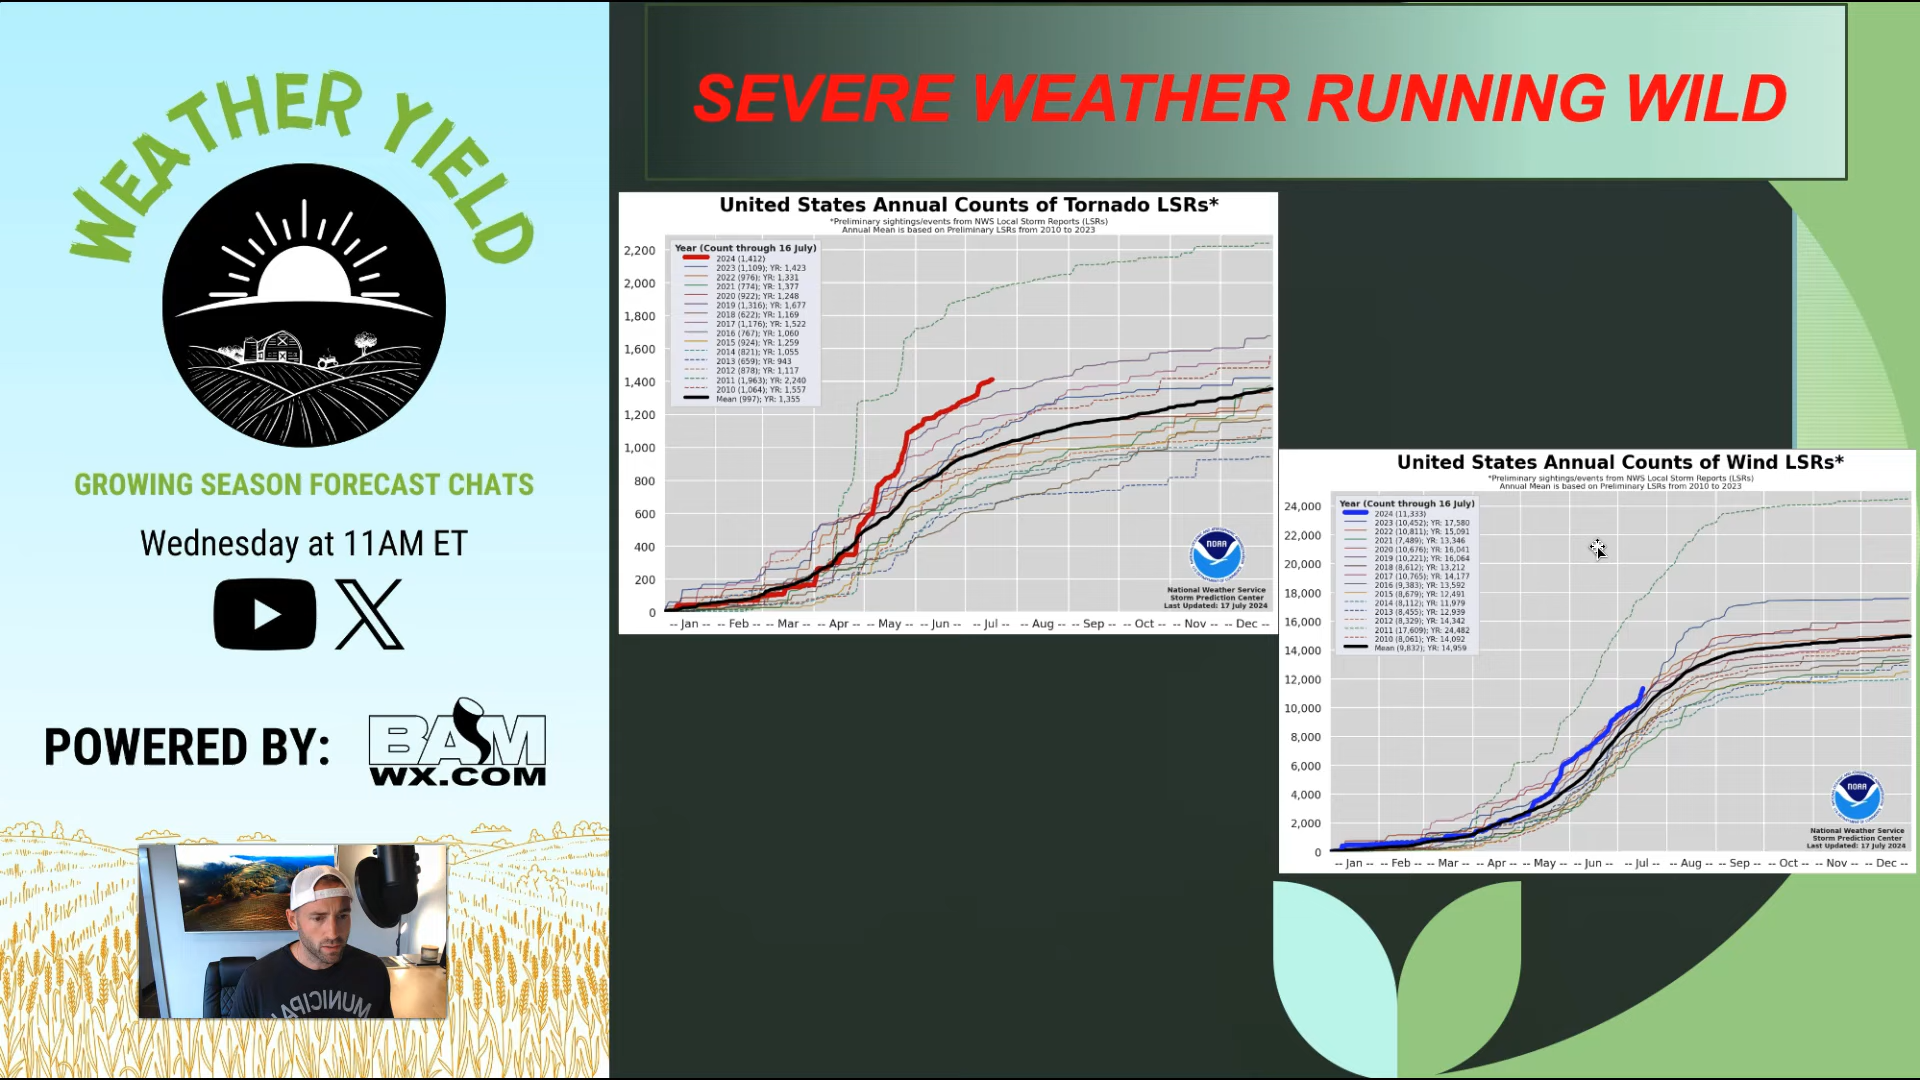 WEATHER YIELD
GROWING SEASON FORECAST CHATS
Wednesday at 11AM ET
POWERED BY:
BAM
WX.COM
MUNICIPAL
SEVERE WEATHER RUNNING WILD
United States Annual Counts of Tornado LSRs*
*Preliminary sightings/events from NWS Local Storm Reports (LSRs)
Annual Mean is based on Preliminary LSRs from 2010 to 2023
Year (Count through 16 July)
2024 (1,412)
2023 (1,109); YR: 1,423
2022 (976); YR: 1,331
2021 (774); YR: 1,377
2020 (922); YR: 1,248
2019 (1,316); YR: 1,677
2018 (622); YR: 1,169
2017 (1,176); YR: 1,522
2016 (767); YR: 1,060
2015 (924); YR: 1,259
2014 (821); YR: 1,055
2013 (659); YR: 943
2012 (878); YR: 1,117
2011 (1,963); YR: 2,240
2010 (1,064); YR: 1,557
Mean (997); YR: 1,355
2,200
2,000
1,800
1,600
1,400
1,200
1,000
800
600
400
200
0
NOAA
National Weather Service
Storm Prediction Center
Last Updated: 17 July 2024
-- Jan -- -- Feb -- -- Mar -- -- Apr -- -- May -- -- Jun -- -- Jul -- -- Aug -- -- Sep -- -- Oct -- -- Nov -- -- Dec --
United States Annual Counts of Wind LSRs*
*Preliminary sightings/events from NWS Local Storm Reports (LSRs)
Annual Mean is based on Preliminary LSRs from 2010 to 2023
Year (Count through 16 July)
2024 (11,333)
2023 (10,452); YR: 17,580
2022 (10,811); YR: 15,091
2021 (7,489); YR: 13,346
2020 (10,676); YR: 16,041
2019 (10,221); YR: 16,064
2018 (8,612); YR: 13,212
2017 (10,765); YR: 14,177
2016 (9,383); YR: 13,592
2015 (8,679); YR: 12,491
2014 (8,112); YR: 11,979
2013 (8,455); YR: 12,939
2012 (8,329); YR: 14,342
2011 (17,609); YR: 24,482
2010 (8,061); YR: 14,092
Mean (9,832); YR: 14,959
24,000
22,000
20,000
18,000
16,000
14,000
12,000
10,000
8,000
6,000
4,000
2,000
0
NOAA
National Weather Service
Storm Prediction Center
Last Updated: 17 July 2024
-- Jan -- -- Feb -- -- Mar -- -- Apr -- -- May -- -- Jun -- -- Jul -- -- Aug -- -- Sep -- -- Oct -- -- Nov -- -- Dec --